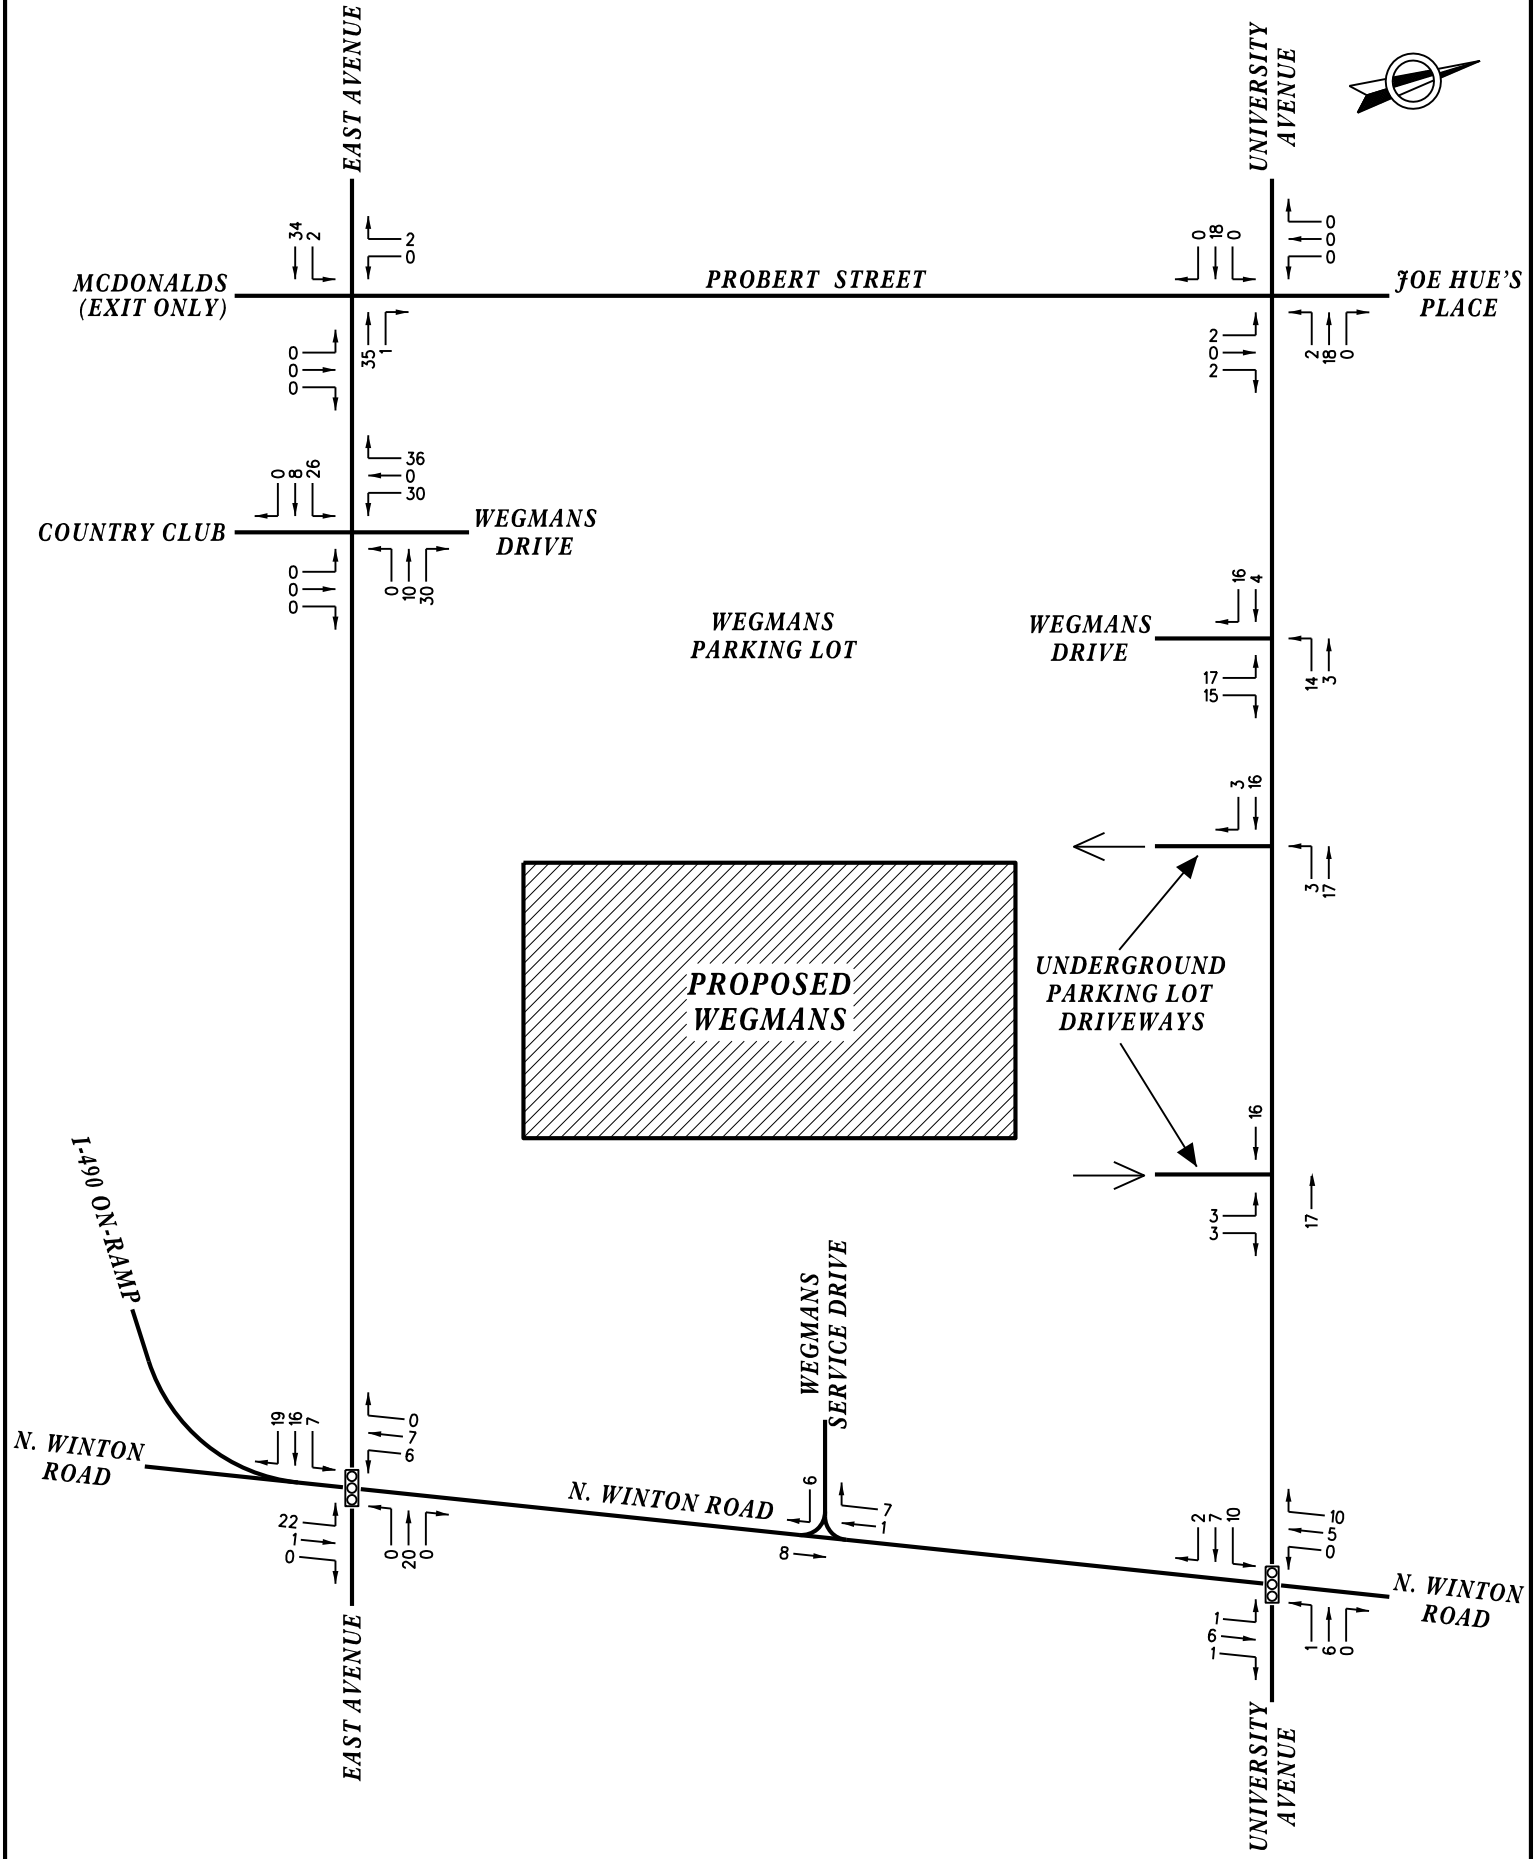 EAST AVENUE
UNIVERSITY
AVENUE
34
2
2
0
0
18
0
0
0
0
MCDONALDS
(EXIT ONLY)
PROBERT STREET
JOE HUE'S
PLACE
0
0
0
35
1
2
0
2
2
18
0
0
8
26
36
0
30
COUNTRY CLUB
WEGMANS
DRIVE
0
0
0
0
10
30
WEGMANS
PARKING LOT
16
4
WEGMANS
DRIVE
17
15
14
3
3
16
3
17
PROPOSED
WEGMANS
UNDERGROUND
PARKING LOT
DRIVEWAYS
16
3
3
17
I-490 ON-RAMP
WEGMANS
SERVICE DRIVE
19
16
7
0
7
6
N. WINTON
ROAD
22
1
0
0
20
0
N. WINTON ROAD
6
7
1
8
2
7
10
10
5
0
N. WINTON
ROAD
1
6
1
1
6
0
EAST AVENUE
UNIVERSITY
AVENUE